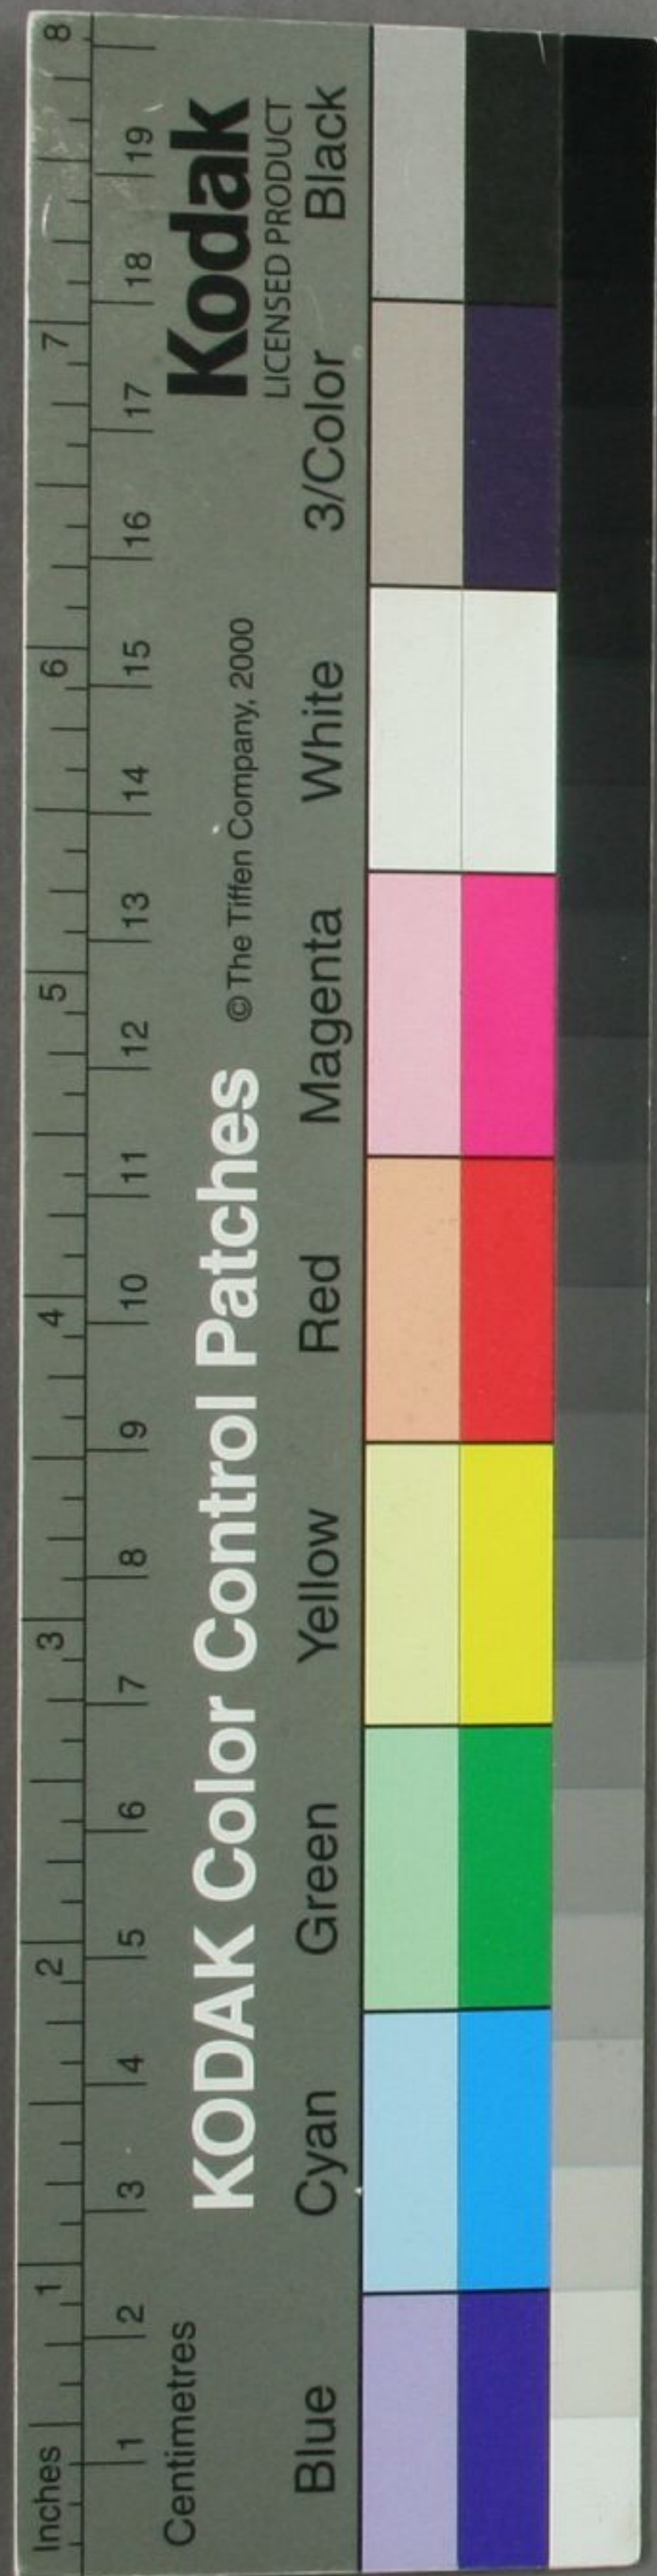 Inches 1 2 3 4 5 6 7 8
Centimetres 1 2 3 4 5 6 7 8 9 10 11 12 13 14 15 16 17 18 19
KODAK Color Control Patches © The Tiffen Company, 2000 Kodak
LICENSED PRODUCT
Blue Cyan Green Yellow Red Magenta White 3/Color Black